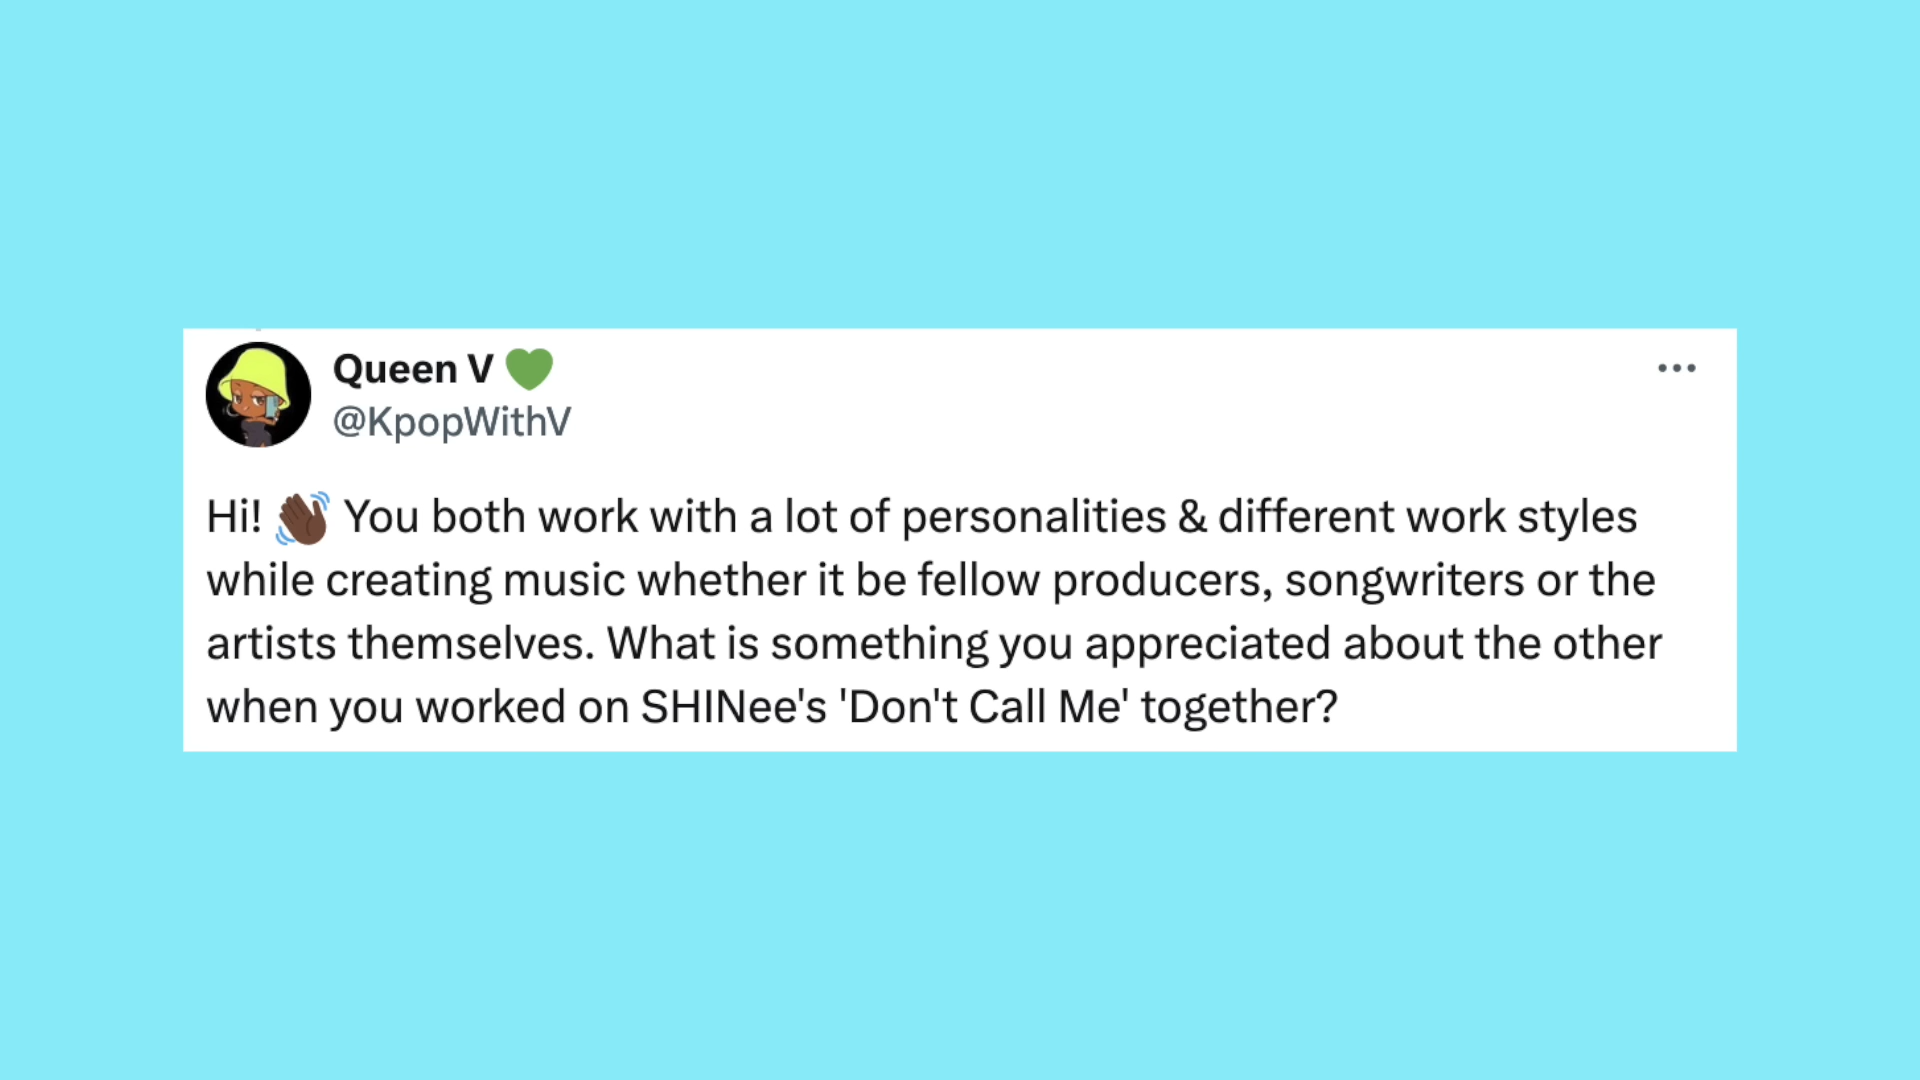 Queen V 💚
@KpopWithV
Hi! 👋🏿 You both work with a lot of personalities & different work styles
while creating music whether it be fellow producers, songwriters or the
artists themselves. What is something you appreciated about the other
when you worked on SHINee's 'Don't Call Me' together?